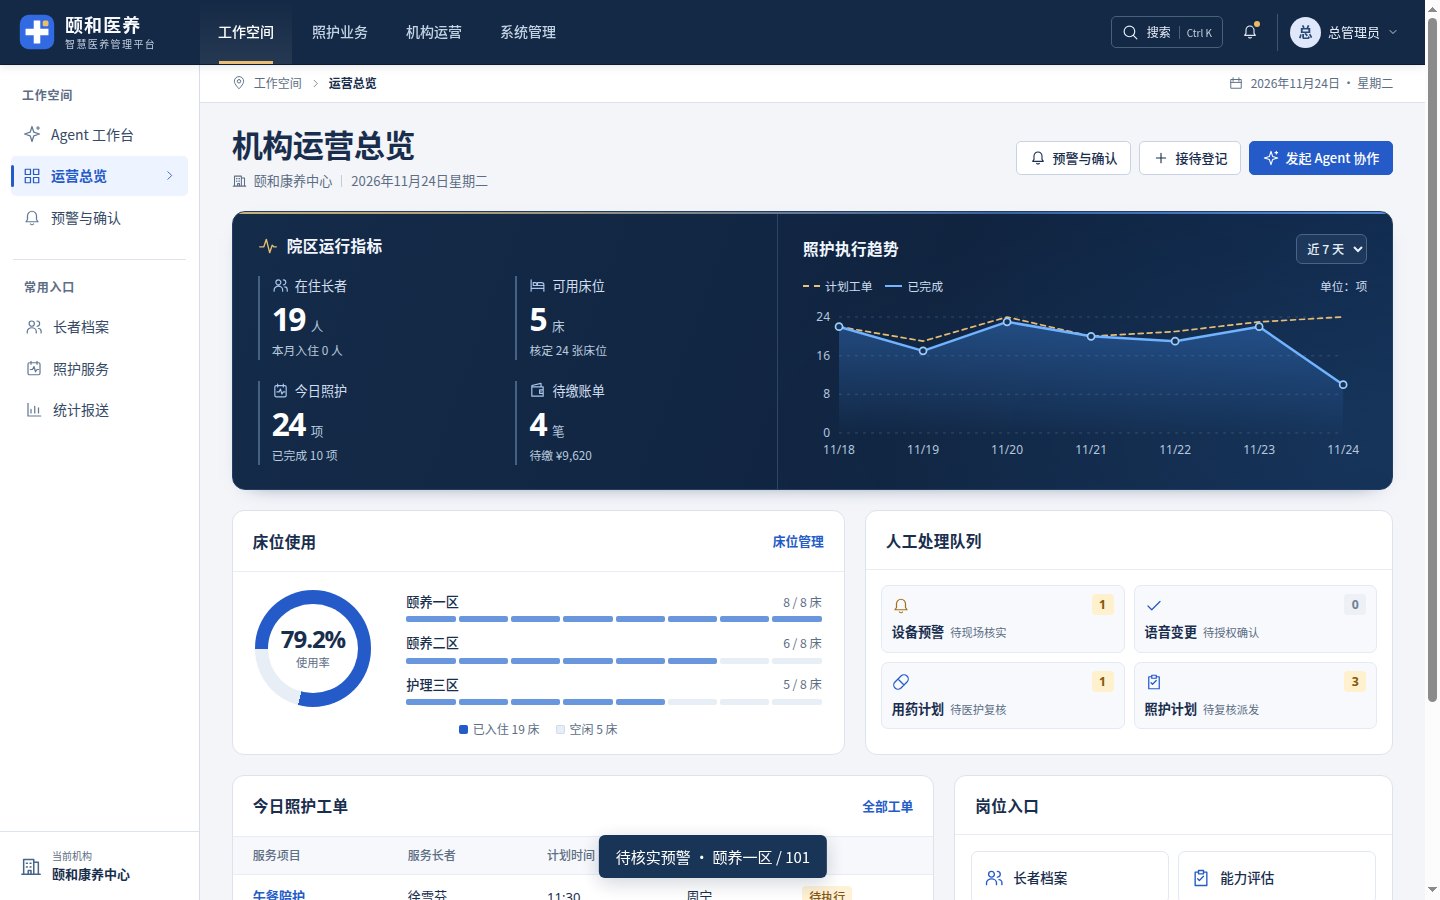 颐和医养
智慧医养管理平台
工作空间
照护业务
机构运营
系统管理
搜索
Ctrl K
总
总管理员
工作空间
Agent 工作台
运营总览
预警与确认
常用入口
长者档案
照护服务
统计报送
当前机构
颐和康养中心
工作空间 > 运营总览
2026年11月24日 · 星期二
机构运营总览
颐和康养中心 | 2026年11月24日星期二
预警与确认
接待登记
发起 Agent 协作
院区运行指标
在住长者
19 人
本月入住 0 人
可用床位
5 床
核定 24 张床位
今日照护
24 项
已完成 10 项
待缴账单
4 笔
待缴 ¥9,620
照护执行趋势
近 7 天
计划工单
已完成
单位：项
24
16
8
0
11/18
11/19
11/20
11/21
11/22
11/23
11/24
床位使用
床位管理
79.2%
使用率
颐养一区
8 / 8 床
颐养二区
6 / 8 床
护理三区
5 / 8 床
已入住 19 床
空闲 5 床
人工处理队列
1
设备预警 待现场核实
0
语音变更 待授权确认
1
用药计划 待医护复核
3
照护计划 待复核派发
今日照护工单
全部工单
服务项目
服务长者
计划时间
午餐陪护
徐雪芬
11:30
周宁
待执行
待核实预警 · 颐养一区 / 101
岗位入口
长者档案
能力评估